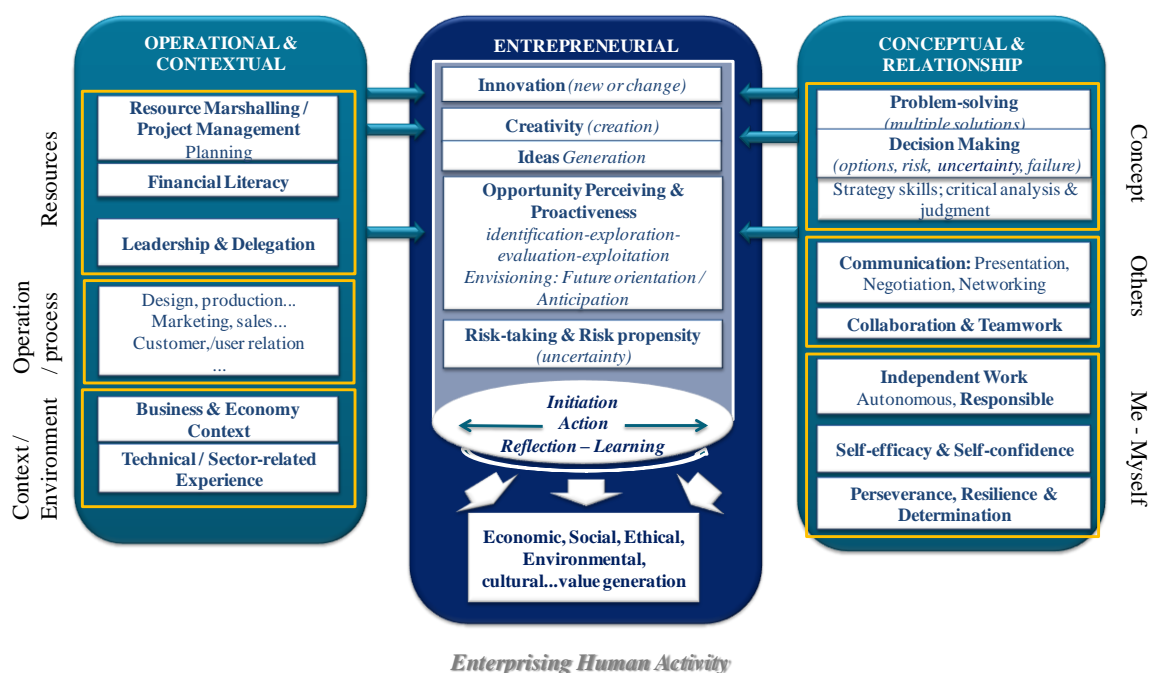 OPERATIONAL &
CONTEXTUAL
Resources
Resource Marshalling /
Project Management
Planning
Financial Literacy
Leadership & Delegation
Operation
/ process
Design, production...
Marketing, sales...
Customer,/user relation
...
Context /
Environment
Business & Economy
Context
Technical / Sector-related
Experience
ENTREPRENEURIAL
Innovation (new or change)
Creativity (creation)
Ideas Generation
Opportunity Perceiving &
Proactiveness
identification-exploration-
evaluation-exploitation
Envisioning: Future orientation /
Anticipation
Risk-taking & Risk propensity
(uncertainty)
Initiation
Action
Reflection – Learning
Economic, Social, Ethical,
Environmental,
cultural...value generation
CONCEPTUAL &
RELATIONSHIP
Problem-solving
(multiple solutions)
Decision Making
(options, risk, uncertainty, failure)
Strategy skills; critical analysis &
judgment
Concept
Communication: Presentation,
Negotiation, Networking
Collaboration & Teamwork
Others
Independent Work
Autonomous, Responsible
Self-efficacy & Self-confidence
Perseverance, Resilience &
Determination
Me - Myself
Enterprising Human Activity